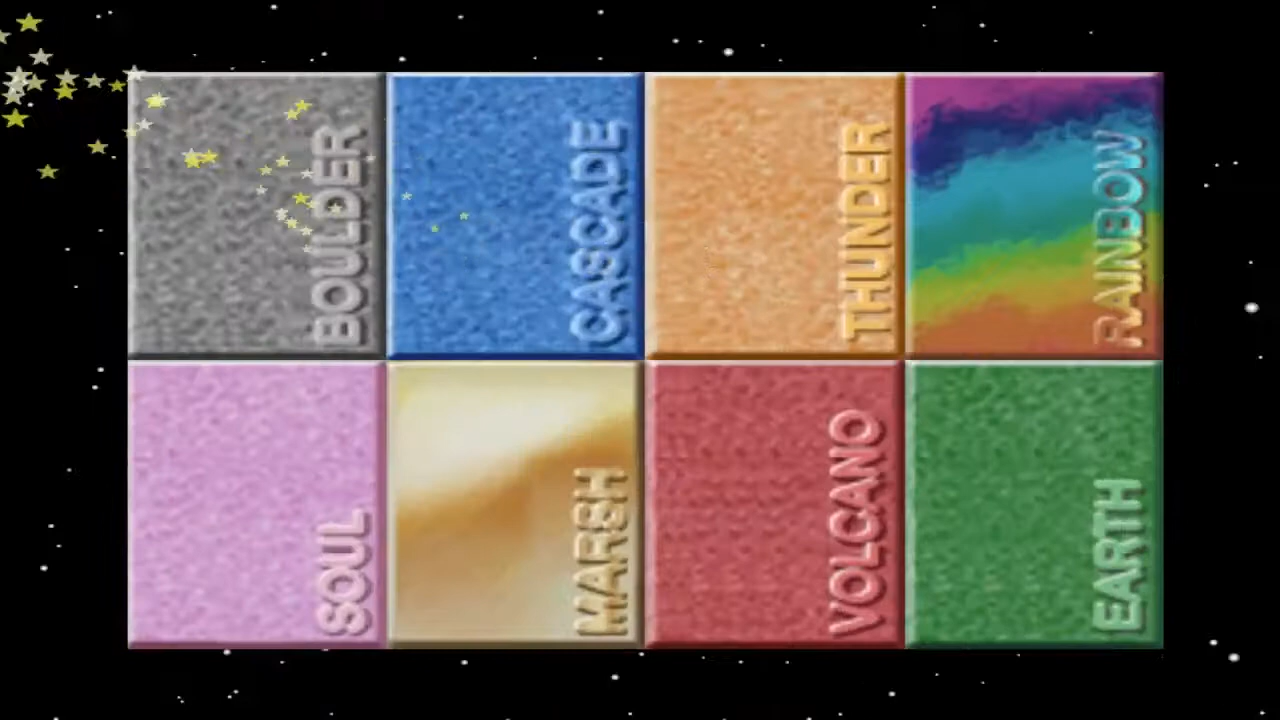 BOULDER
CASCADE
THUNDER
RAINBOW
SOUL
MARSH
VOLCANO
EARTH